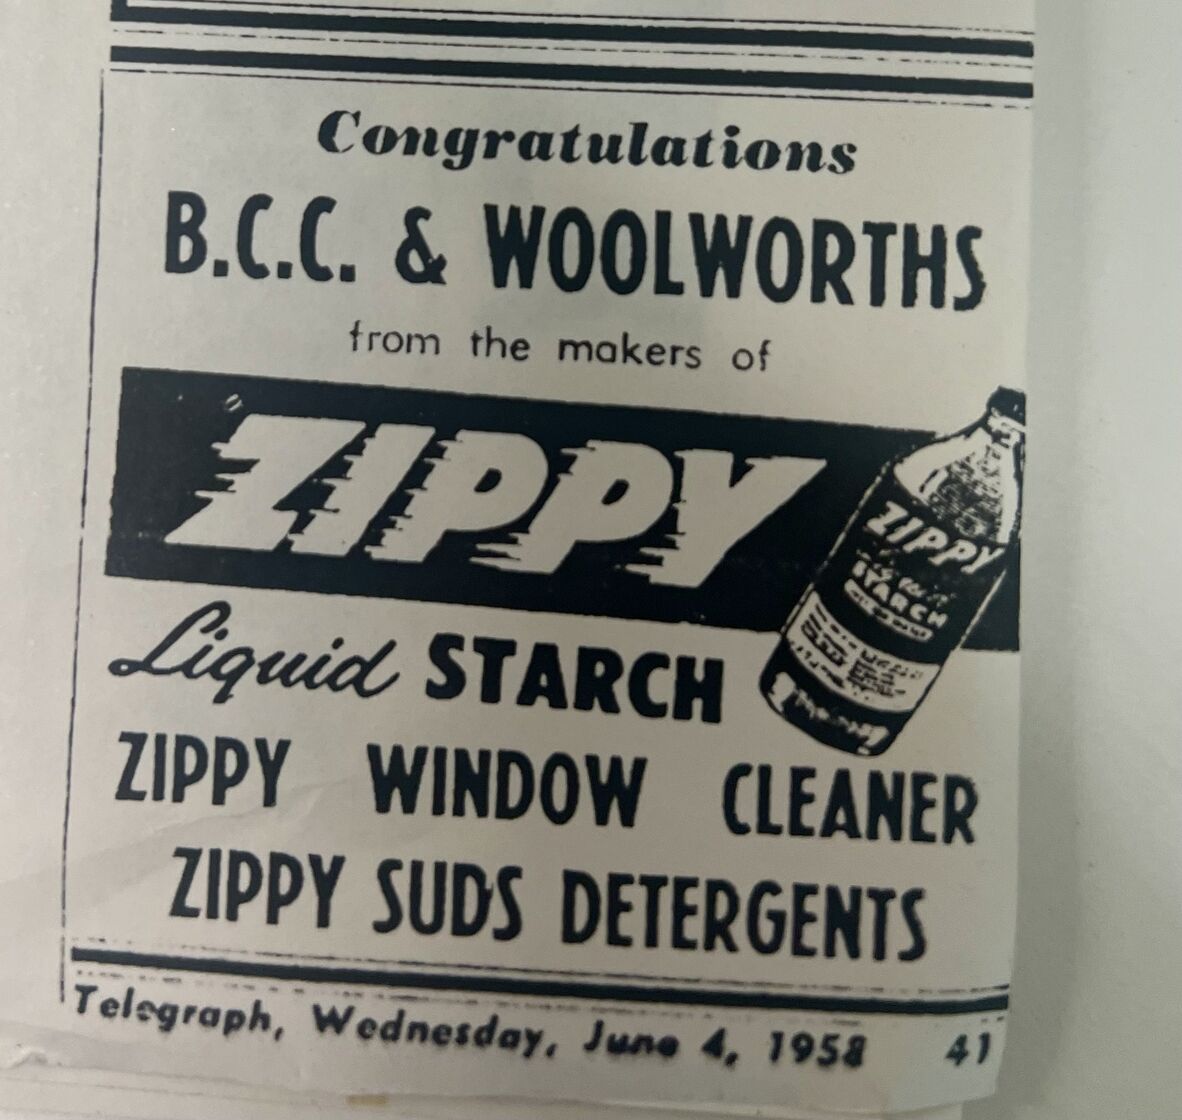 Congratulations
B.C.C. & WOOLWORTHS
from the makers of
ZIPPY
Liquid STARCH
ZIPPY
STARCH
ZIPPY WINDOW CLEANER
ZIPPY SUDS DETERGENTS
Telegraph, Wednesday, June 4, 1958 41